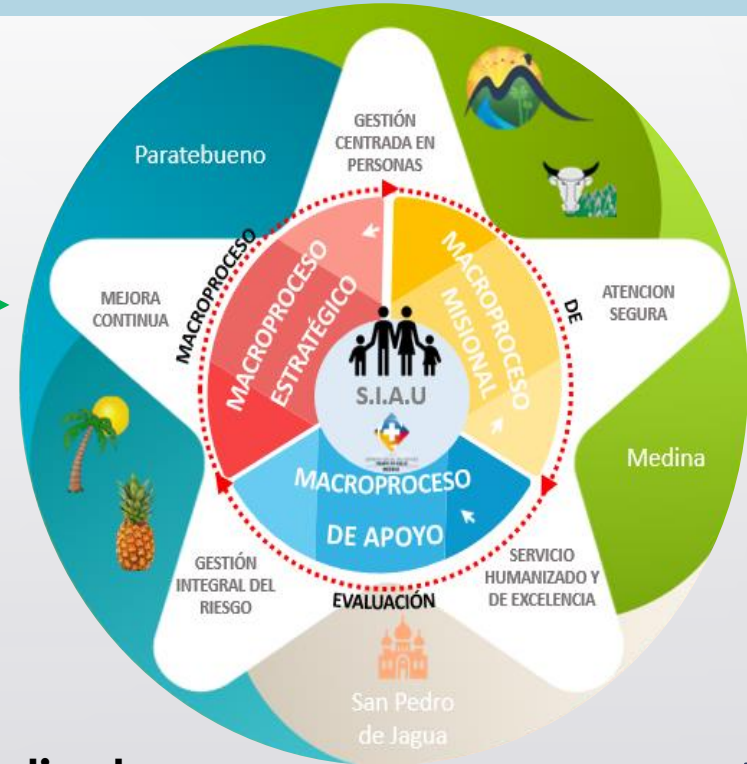 Paratebueno
GESTIÓN
CENTRADA EN
PERSONAS
MEJORA
CONTINUA
ATENCION
SEGURA
MACROPROCESO
DE
EVALUACIÓN
MACROPROCESO
ESTRATÉGICO
MACROPROCESO
MISIONAL
S.I.A.U
MACROPROCESO
DE APOYO
Medina
GESTIÓN
INTEGRAL DEL
RIESGO
SERVICIO
HUMANIZADO Y
DE EXCELENCIA
San Pedro
de Jagua